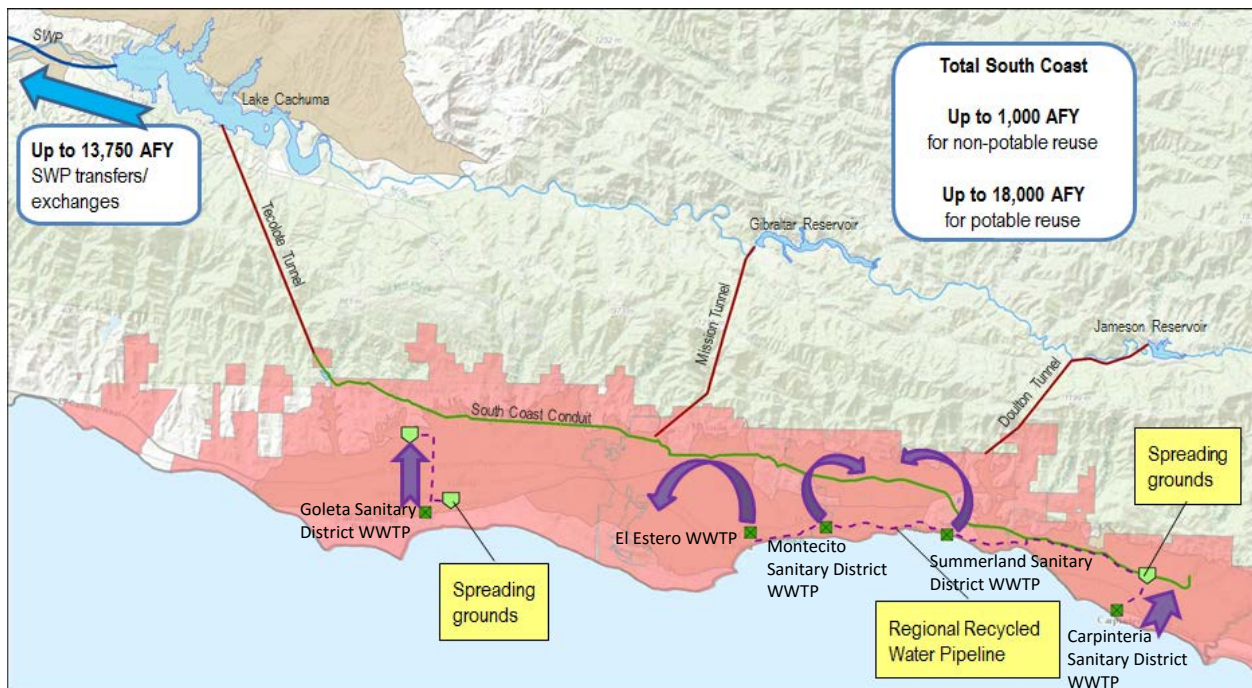 SWP
Lake Cachuma
Up to 13,750 AFY
SWP transfers/
exchanges
Total South Coast
Up to 1,000 AFY
for non-potable reuse
Up to 18,000 AFY
for potable reuse
Tecolote Tunnel
Gibraltar Reservoir
Mission Tunnel
Jameson Reservoir
Doulton Tunnel
South Coast Conduit
Spreading
grounds
Goleta Sanitary
District WWTP
El Estero WWTP
Montecito
Sanitary District
WWTP
Summerland Sanitary
District WWTP
Spreading
grounds
Regional Recycled
Water Pipeline
Carpinteria
Sanitary District
WWTP